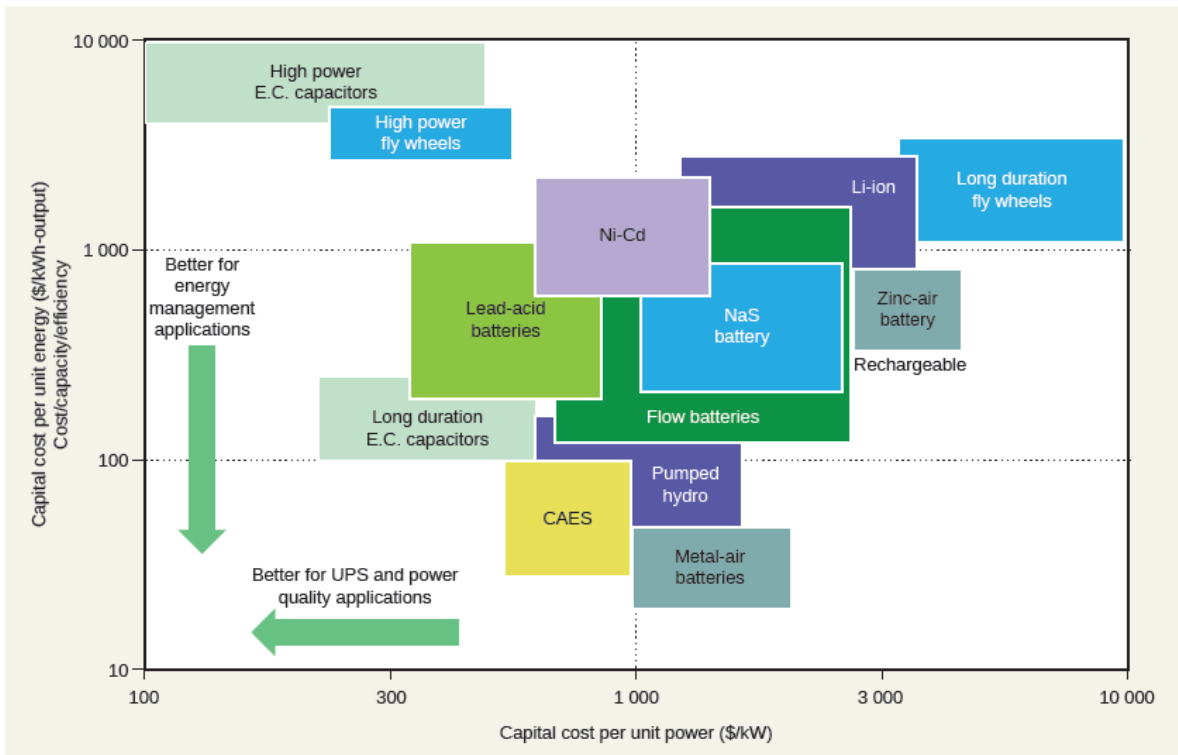 Capital cost per unit energy ($/kWh-output)
Cost/capacity/efficiency
10 000
1 000
100
10
High power
E.C. capacitors
High power
fly wheels
Long duration
fly wheels
Li-ion
Ni-Cd
Better for
energy
management
applications
Lead-acid
batteries
NaS
battery
Zinc-air
battery
Rechargeable
Long duration
E.C. capacitors
Flow batteries
Pumped
hydro
CAES
Metal-air
batteries
Better for UPS and power
quality applications
100
300
1 000
3 000
10 000
Capital cost per unit power ($/kW)